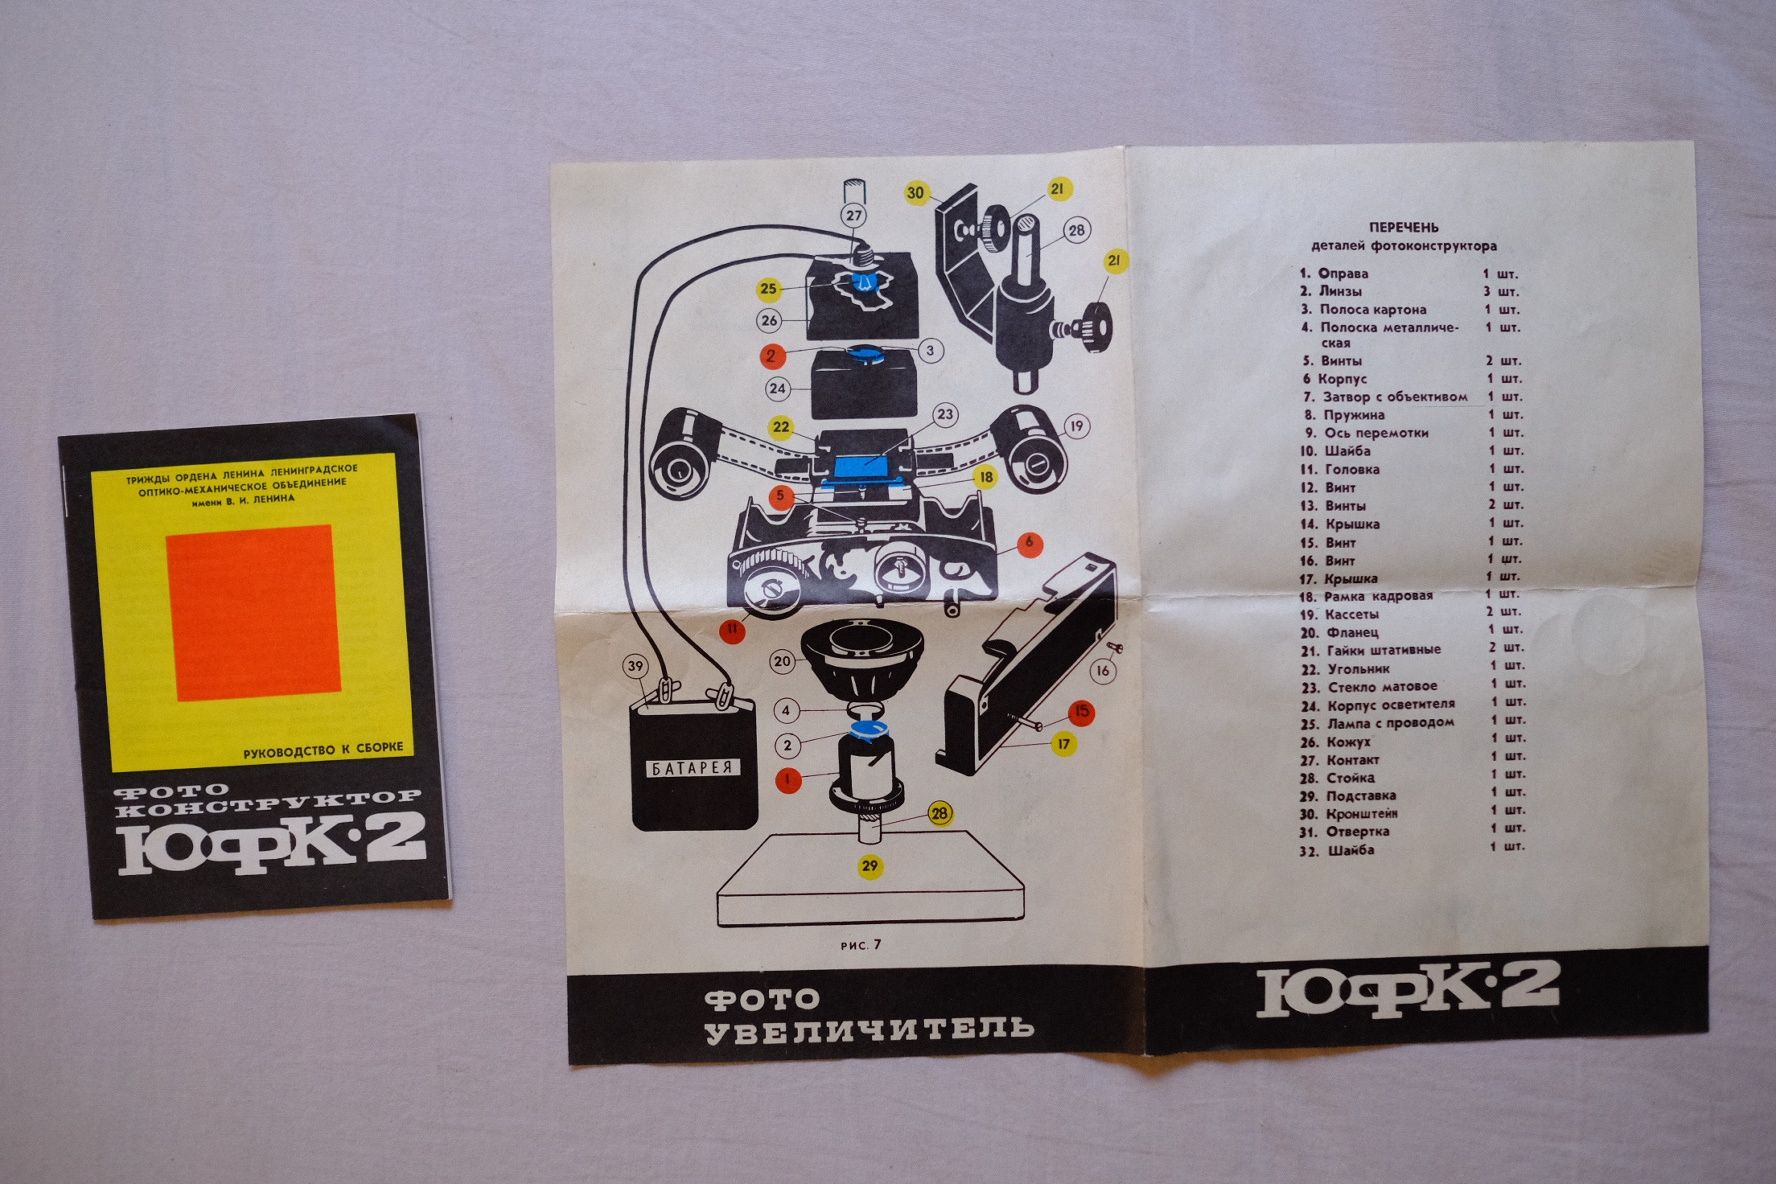 ТРИЖДЫ ОРДЕНА ЛЕНИНА ЛЕНИНГРАДСКОЕ
ОПТИКО-МЕХАНИЧЕСКОЕ ОБЪЕДИНЕНИЕ
имени В. И. ЛЕНИНА
РУКОВОДСТВО К СБОРКЕ
ФОТО
КОНСТРУКТОР
ЮФК·2
30
21
27
28
21
25
26
2
3
24
22
23
19
5
18
6
11
39
20
16
4
15
2
17
БАТАРЕЯ
1
28
29
РИС. 7
ФОТО
УВЕЛИЧИТЕЛЬ
ПЕРЕЧЕНЬ
деталей фотоконструктора
1. Оправа 1 шт.
2. Линзы 3 шт.
3. Полоса картона 1 шт.
4. Полоска металличе- 1 шт.
ская
5. Винты 2 шт.
6 Корпус 1 шт.
7. Затвор с объективом 1 шт.
8. Пружина 1 шт.
9. Ось перемотки 1 шт.
10. Шайба 1 шт.
11. Головка 1 шт.
12. Винт 1 шт.
13. Винты 2 шт.
14. Крышка 1 шт.
15. Винт 1 шт.
16. Винт 1 шт.
17. Крышка 1 шт.
18. Рамка кадровая 1 шт.
19. Кассеты 2 шт.
20. Фланец 1 шт.
21. Гайки штативные 2 шт.
22. Угольник 1 шт.
23. Стекло матовое 1 шт.
24. Корпус осветителя 1 шт.
25. Лампа с проводом 1 шт.
26. Кожух 1 шт.
27. Контакт 1 шт.
28. Стойка 1 шт.
29. Подставка 1 шт.
30. Кронштейн 1 шт.
31. Отвертка 1 шт.
32. Шайба 1 шт.
ЮФК·2